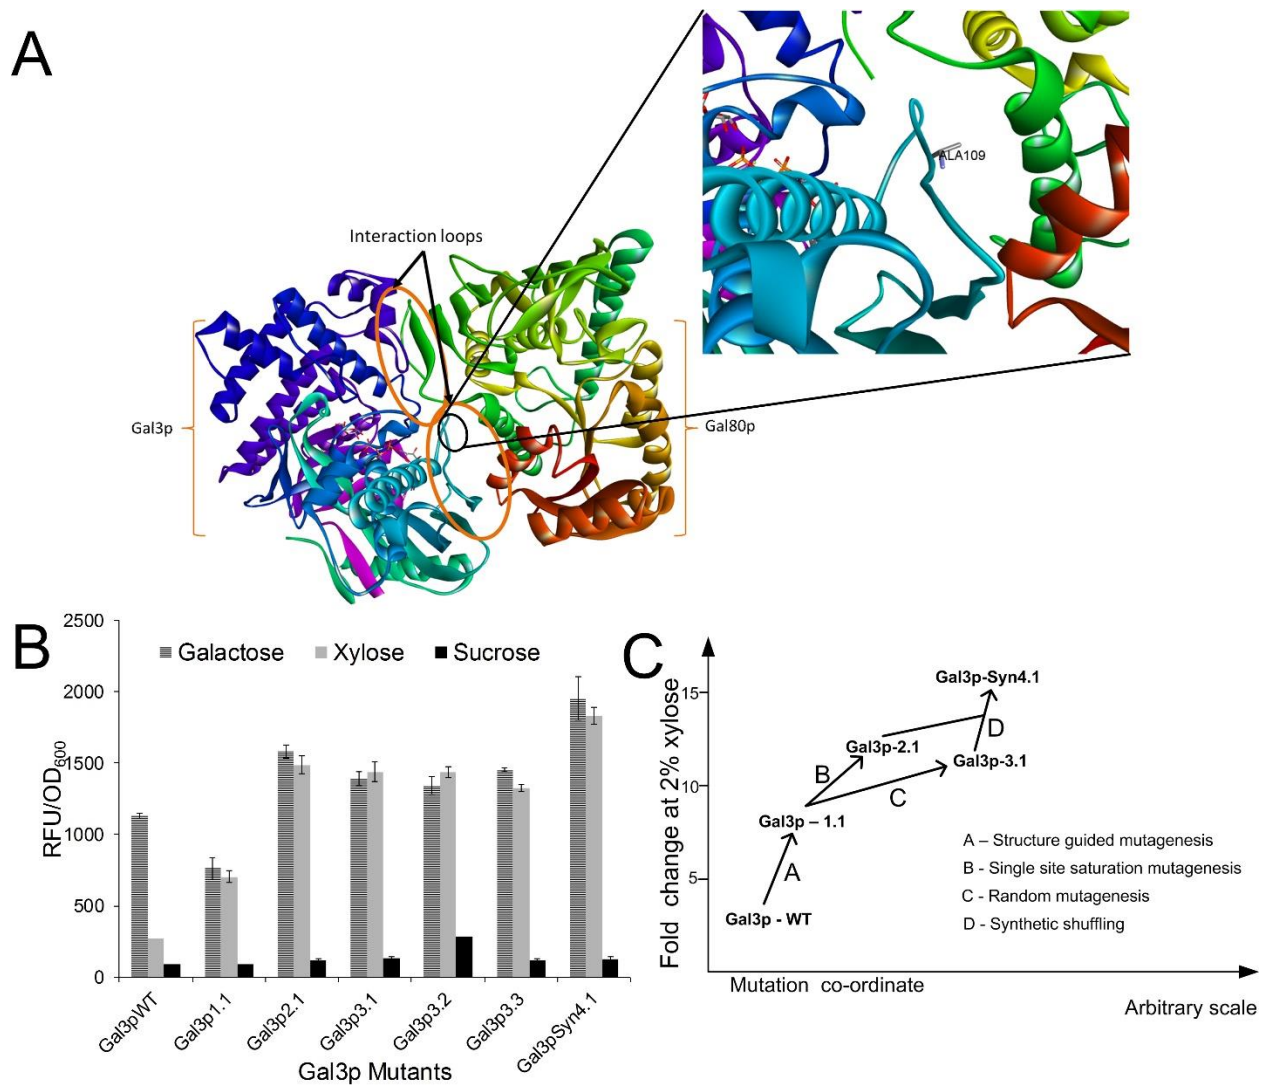 A
ALA109
Interaction loops
Gal3p
Gal80p
B
2500
2000
1500
1000
500
0
RFU/OD600
Galactose Xylose Sucrose
Gal3pWT
Gal3p1.1
Gal3p2.1
Gal3p3.1
Gal3p3.2
Gal3p3.3
Gal3pSyn4.1
Gal3p Mutants
C
Fold change at 2% xylose
15
10
5
Gal3p-Syn4.1
D
Gal3p-2.1
Gal3p-3.1
B
C
Gal3p – 1.1
A
Gal3p - WT
A – Structure guided mutagenesis
B - Single site saturation mutagenesis
C - Random mutagenesis
D - Synthetic shuffling
Mutation co-ordinate
Arbitrary scale